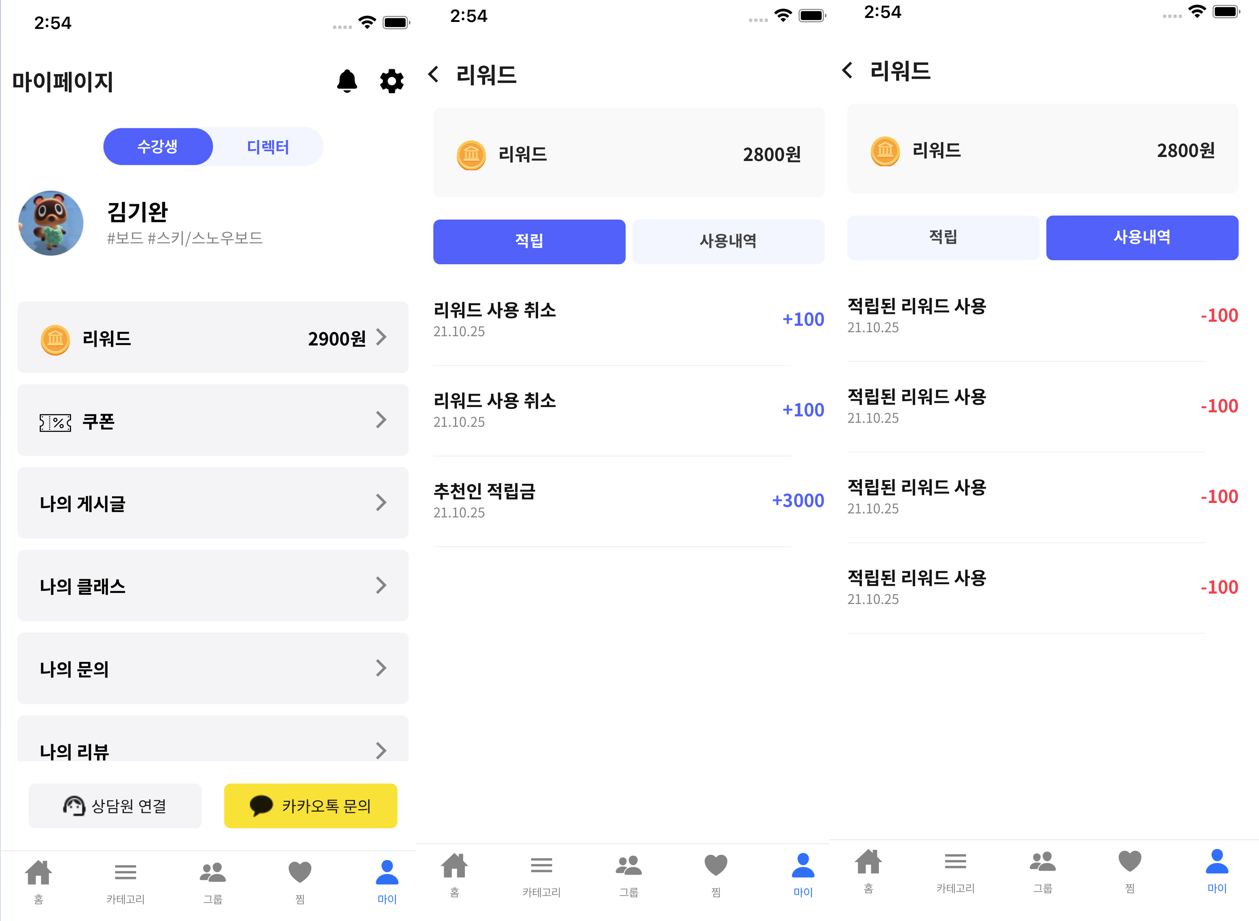 2:54
마이페이지
수강생
디렉터
김기완
#보드 #스키/스노우보드
리워드
2900원
쿠폰
나의 게시글
나의 클래스
나의 문의
나의 리뷰
상담원 연결
카카오톡 문의
홈
카테고리
그룹
찜
마이
2:54
리워드
리워드
2800원
적립
사용내역
리워드 사용 취소
21.10.25
+100
리워드 사용 취소
21.10.25
+100
추천인 적립금
21.10.25
+3000
홈
카테고리
그룹
찜
마이
2:54
리워드
리워드
2800원
적립
사용내역
적립된 리워드 사용
21.10.25
-100
적립된 리워드 사용
21.10.25
-100
적립된 리워드 사용
21.10.25
-100
적립된 리워드 사용
21.10.25
-100
홈
카테고리
그룹
찜
마이